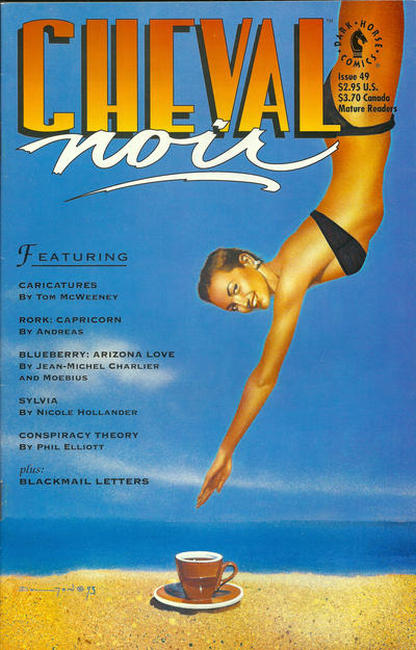 CHEVAL
noir
TM
DARK HORSE COMICS
®
Issue 49
$2.95 U.S.
$3.70 Canada
Mature Readers
FEATURING
CARICATURES
BY TOM MCWEENEY
RORK: CAPRICORN
BY ANDREAS
BLUEBERRY: ARIZONA LOVE
BY JEAN-MICHEL CHARLIER
AND MOEBIUS
SYLVIA
BY NICOLE HOLLANDER
CONSPIRACY THEORY
BY PHIL ELLIOTT
plus:
BLACKMAIL LETTERS